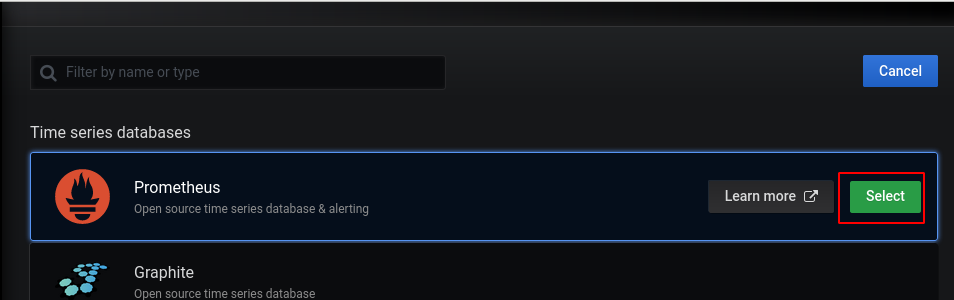 Filter by name or type
Cancel
Time series databases
Prometheus
Open source time series database & alerting
Learn more
Select
Graphite
Open source time series database